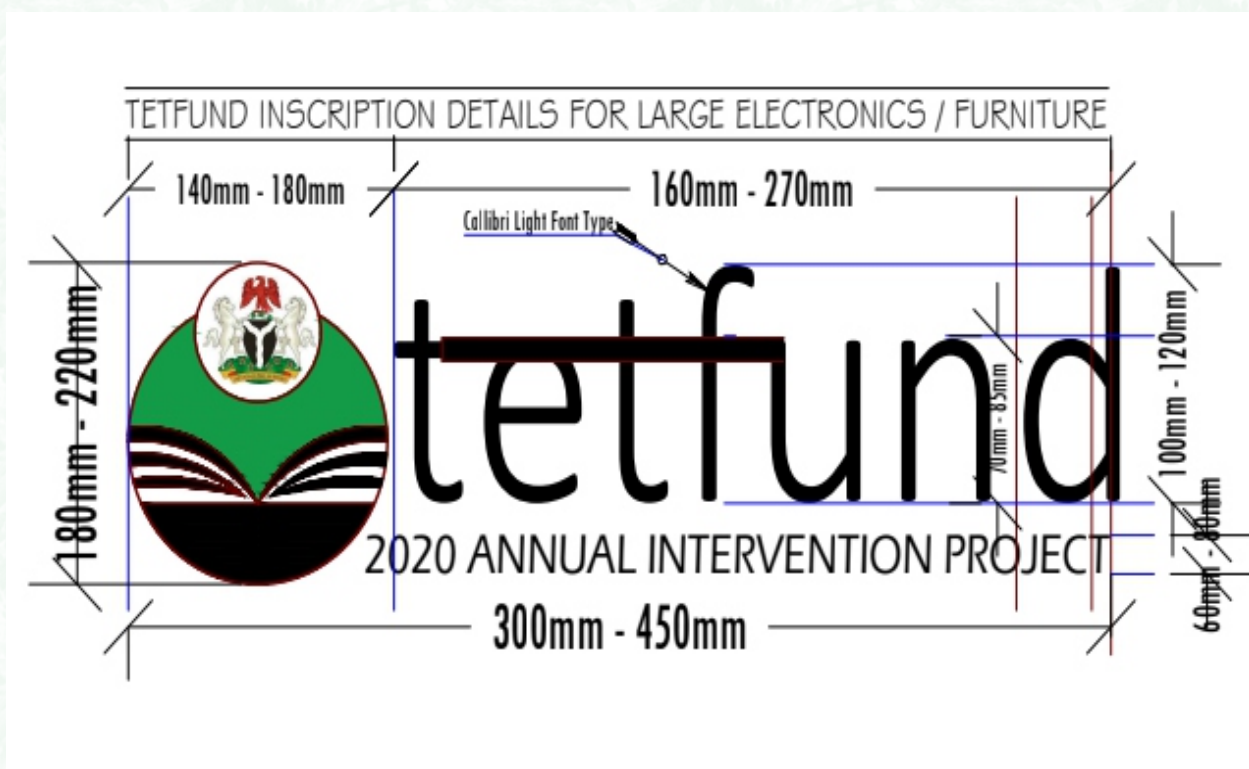 TETFUND INSCRIPTION DETAILS FOR LARGE ELECTRONICS / FURNITURE
140mm - 180mm
160mm - 270mm
Callibri Light Font Type
180mm - 220mm
tetfund
70mm - 85mm
100mm - 120mm
2020 ANNUAL INTERVENTION PROJECT
60mm - 80mm
300mm - 450mm